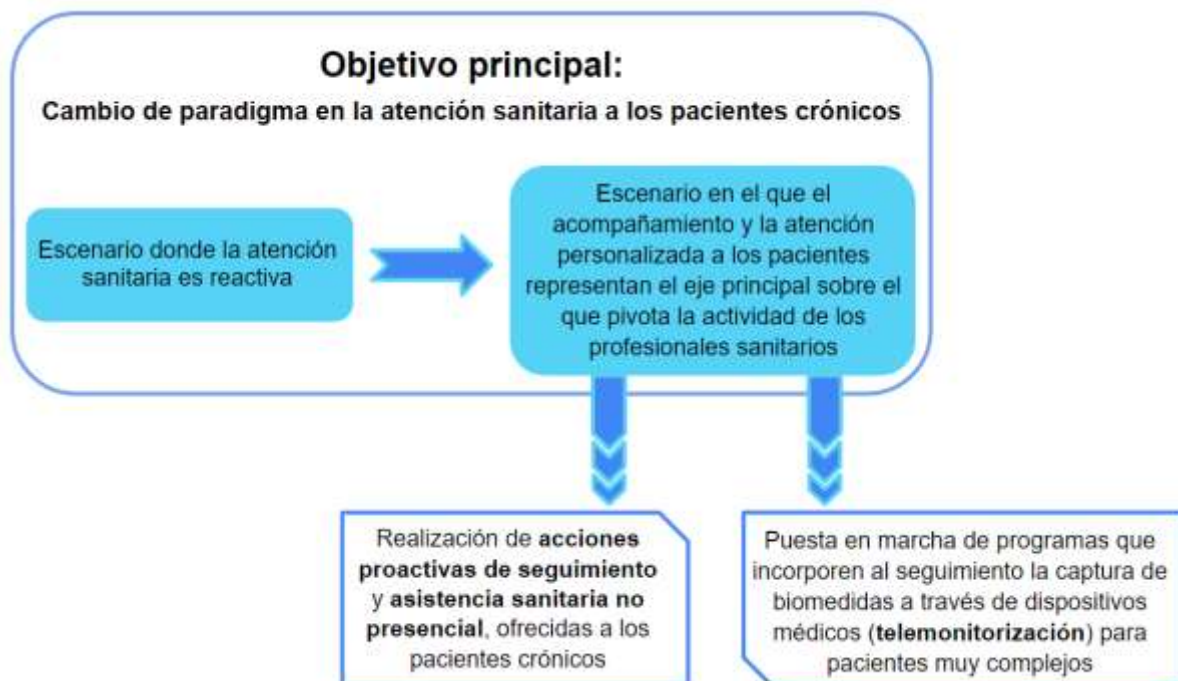 Objetivo principal:
Cambio de paradigma en la atención sanitaria a los pacientes crónicos
Escenario donde la atención
sanitaria es reactiva
Escenario en el que el
acompañamiento y la atención
personalizada a los pacientes
representan el eje principal sobre el
que pivota la actividad de los
profesionales sanitarios
Realización de acciones
proactivas de seguimiento
y asistencia sanitaria no
presencial, ofrecidas a los
pacientes crónicos
Puesta en marcha de programas que
incorporen al seguimiento la captura de
biomedidas a través de dispositivos
médicos (telemonitorización) para
pacientes muy complejos